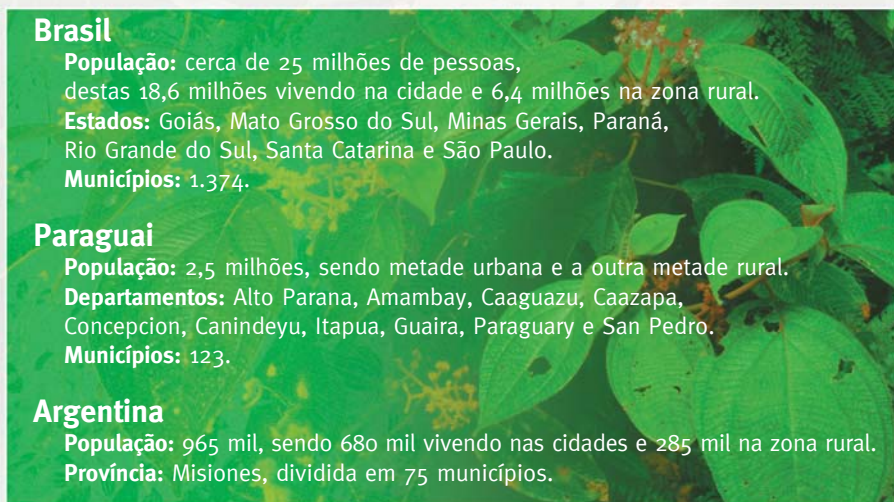 Brasil
População: cerca de 25 milhões de pessoas,
destas 18,6 milhões vivendo na cidade e 6,4 milhões na zona rural.
Estados: Goiás, Mato Grosso do Sul, Minas Gerais, Paraná,
Rio Grande do Sul, Santa Catarina e São Paulo.
Municípios: 1.374.
Paraguai
População: 2,5 milhões, sendo metade urbana e a outra metade rural.
Departamentos: Alto Parana, Amambay, Caaguazu, Caazapa,
Concepcion, Canindeyu, Itapua, Guaira, Paraguary e San Pedro.
Municípios: 123.
Argentina
População: 965 mil, sendo 680 mil vivendo nas cidades e 285 mil na zona rural.
Província: Misiones, dividida em 75 municípios.